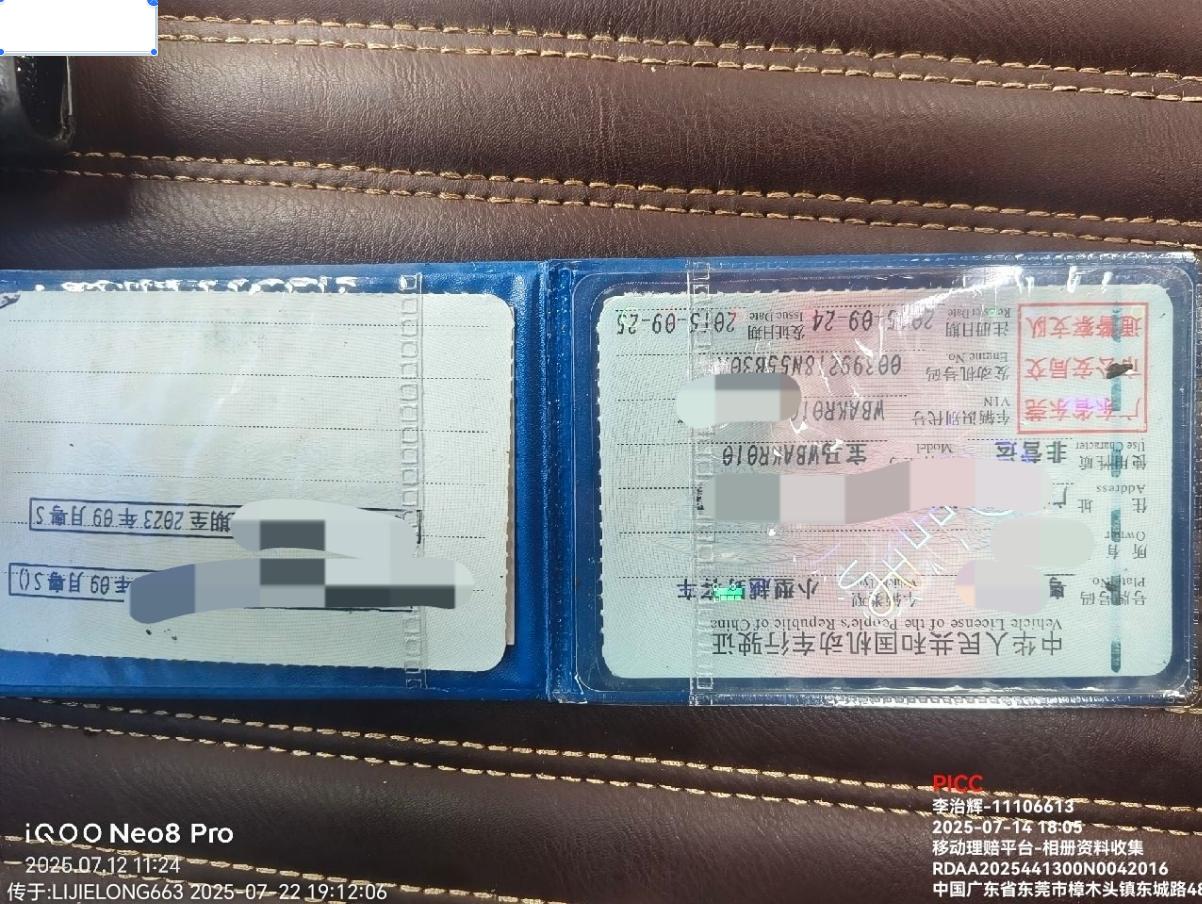 中华人民共和国机动车行驶证
Vehicle License of the People's Republic of China
号牌号码
Plate No.
粤
车辆类型
Vehicle Type
小型越野客车
所有
Owner
住址
Address
广
使用性质
Use Character
非营运
Model
宝马WBAKR010
广东省东莞
市公安局交
通警察支队
车辆识别代号
VIN
WBAKR010
发动机号码
Engine No.
00399218N55B30
注册日期
Register Date
2015-09-24
发证日期
Issue Date
2015-09-25
年09月粤S()
期至2023年09月粤S
iQOO Neo8 Pro
2025.07.12 11:24
传于:LIJIELONG663 2025-07-22 19:12:06
PICC
李治辉-11106613
2025-07-14 18:05
移动理赔平台-相册资料收集
RDAA2025441300N0042016
中国广东省东莞市樟木头镇东城路48